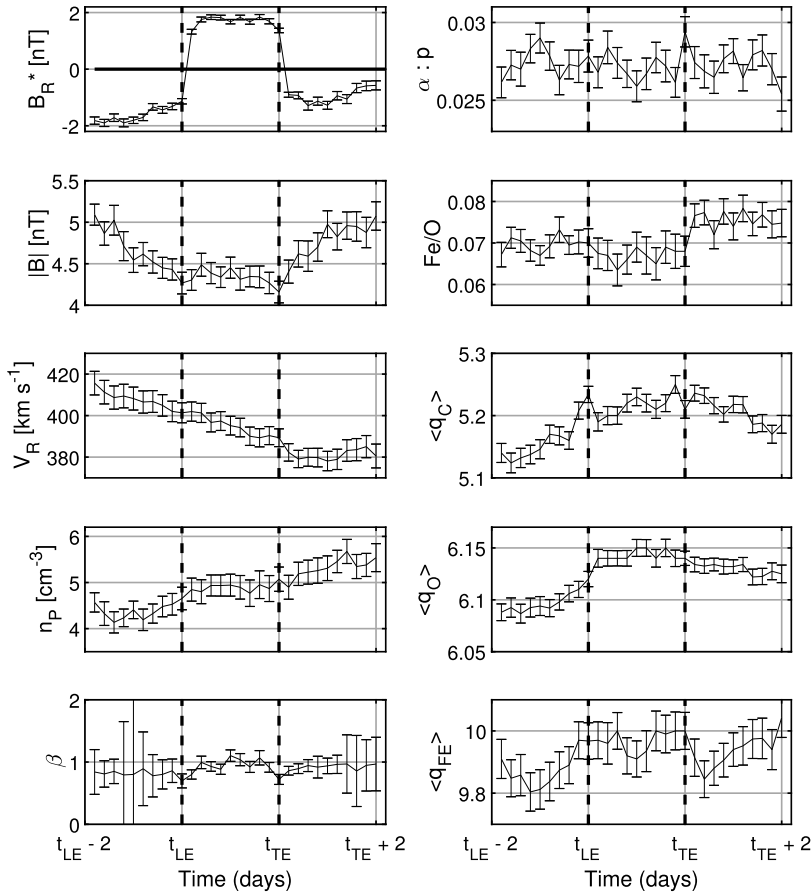 2
0
-2
B_R* [nT]
0.03
0.025
α : p
5.5
5
4.5
4
|B| [nT]
0.08
0.07
0.06
Fe/O
420
400
380
V_R [km s^-1]
5.3
5.2
5.1
<q_C>
6
5
4
n_P [cm^-3]
6.15
6.1
6.05
<q_O>
2
1
0
β
t_LE - 2
t_LE
t_TE
t_TE + 2
Time (days)
10
9.8
<q_FE>
t_LE - 2
t_LE
t_TE
t_TE + 2
Time (days)